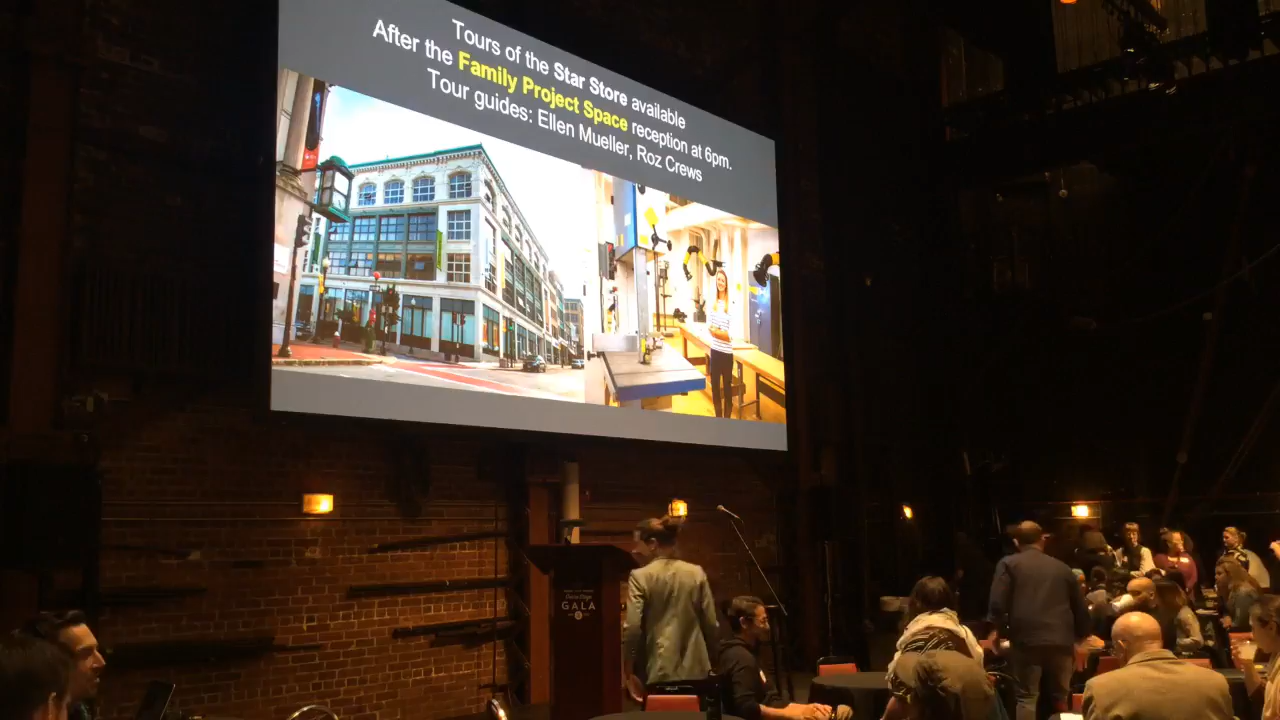 Tours of the Star Store available
After the Family Project Space reception at 6pm.
Tour guides: Ellen Mueller, Roz Crews
GALA